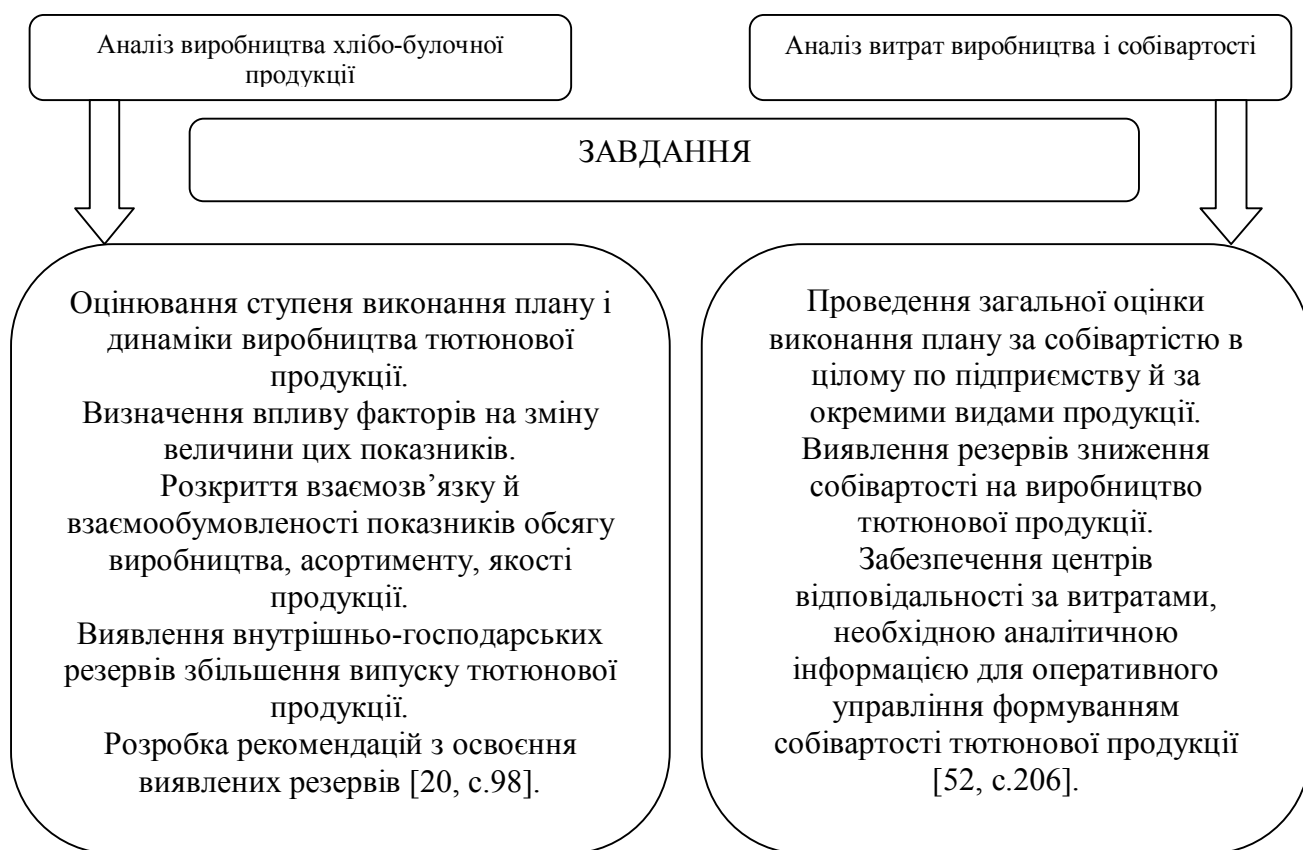 Аналіз виробництва хлібо-булочної
продукції
Аналіз витрат виробництва і собівартості
ЗАВДАННЯ
Оцінювання ступеня виконання плану і
динаміки виробництва тютюнової
продукції.
Визначення впливу факторів на зміну
величини цих показників.
Розкриття взаємозв’язку й
взаємообумовленості показників обсягу
виробництва, асортименту, якості
продукції.
Виявлення внутрішньо-господарських
резервів збільшення випуску тютюнової
продукції.
Розробка рекомендацій з освоєння
виявлених резервів [20, с.98].
Проведення загальної оцінки
виконання плану за собівартістю в
цілому по підприємству й за
окремими видами продукції.
Виявлення резервів зниження
собівартості на виробництво
тютюнової продукції.
Забезпечення центрів
відповідальності за витратами,
необхідною аналітичною
інформацією для оперативного
управління формуванням
собівартості тютюнової продукції
[52, с.206].